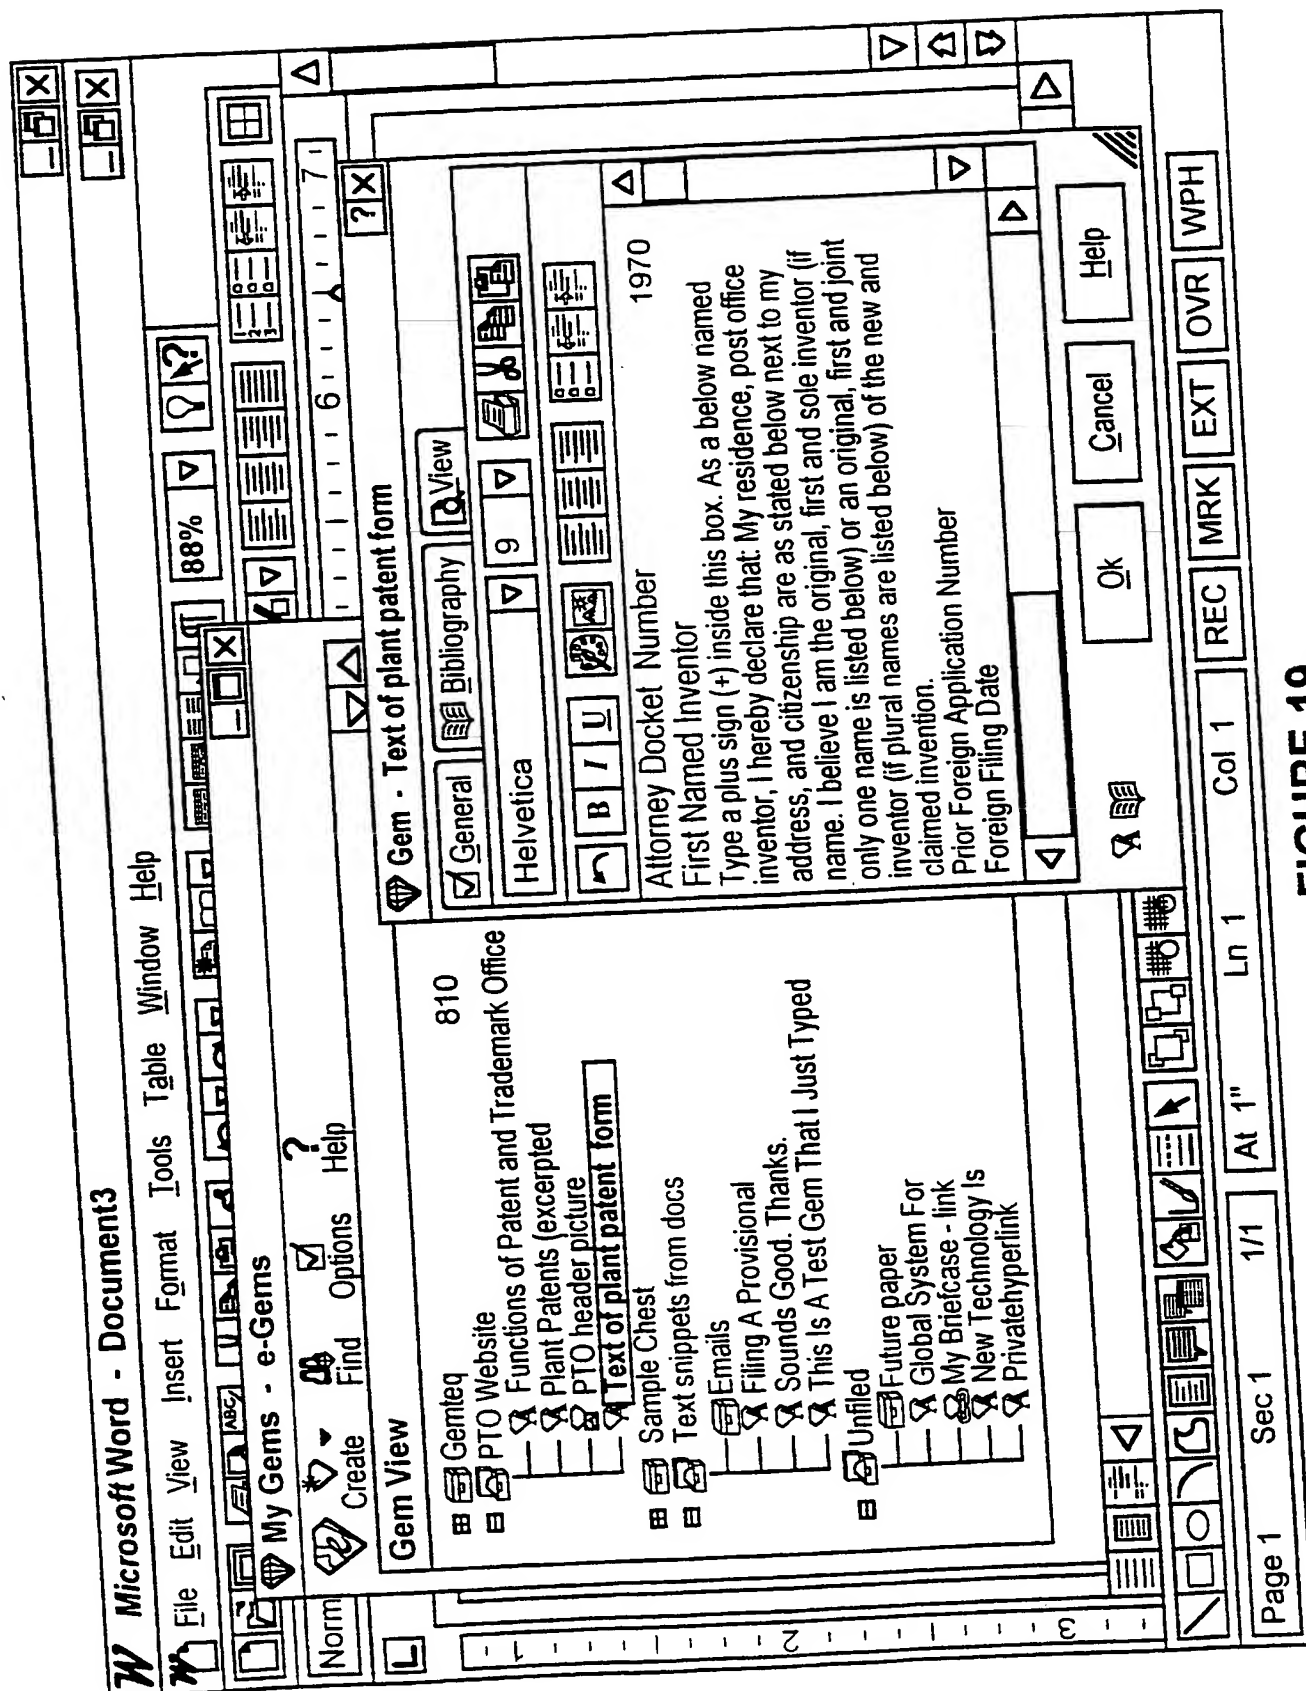 Microsoft Word - Document3
File Edit View Insert Format Tools Table Window Help
88%
Norm
6 7
My Gems - e-Gems
Create Find Options Help
Gem View
810
Gemteq
PTO Website
Functions of Patent and Trademark Office
Plant Patents (excerpted
PTO header picture
Text of plant patent form
Sample Chest
Text snippets from docs
Emails
Filing A Provisional
Sounds Good. Thanks.
This Is A Test Gem That I Just Typed
Unfiled
Future paper
Global System For
My Briefcase - link
New Technology Is
Privatehyperlink
Gem - Text of plant patent form
General Bibliography View
Helvetica 9
B I U
1970
Attorney Docket Number
First Named Inventor
Type a plus sign (+) inside this box. As a below named
inventor, I hereby declare that: My residence, post office
address, and citizenship are as stated below next to my
name. I believe I am the original, first and sole inventor (if
only one name is listed below) or an original, first and joint
inventor (if plural names are listed below) of the new and
claimed invention.
Prior Foreign Application Number
Foreign Filing Date
Ok Cancel Help
1 2 3
Page 1 Sec 1 1/1 At 1" Ln 1 Col 1 REC MRK EXT OVR WPH
FIGURE 19